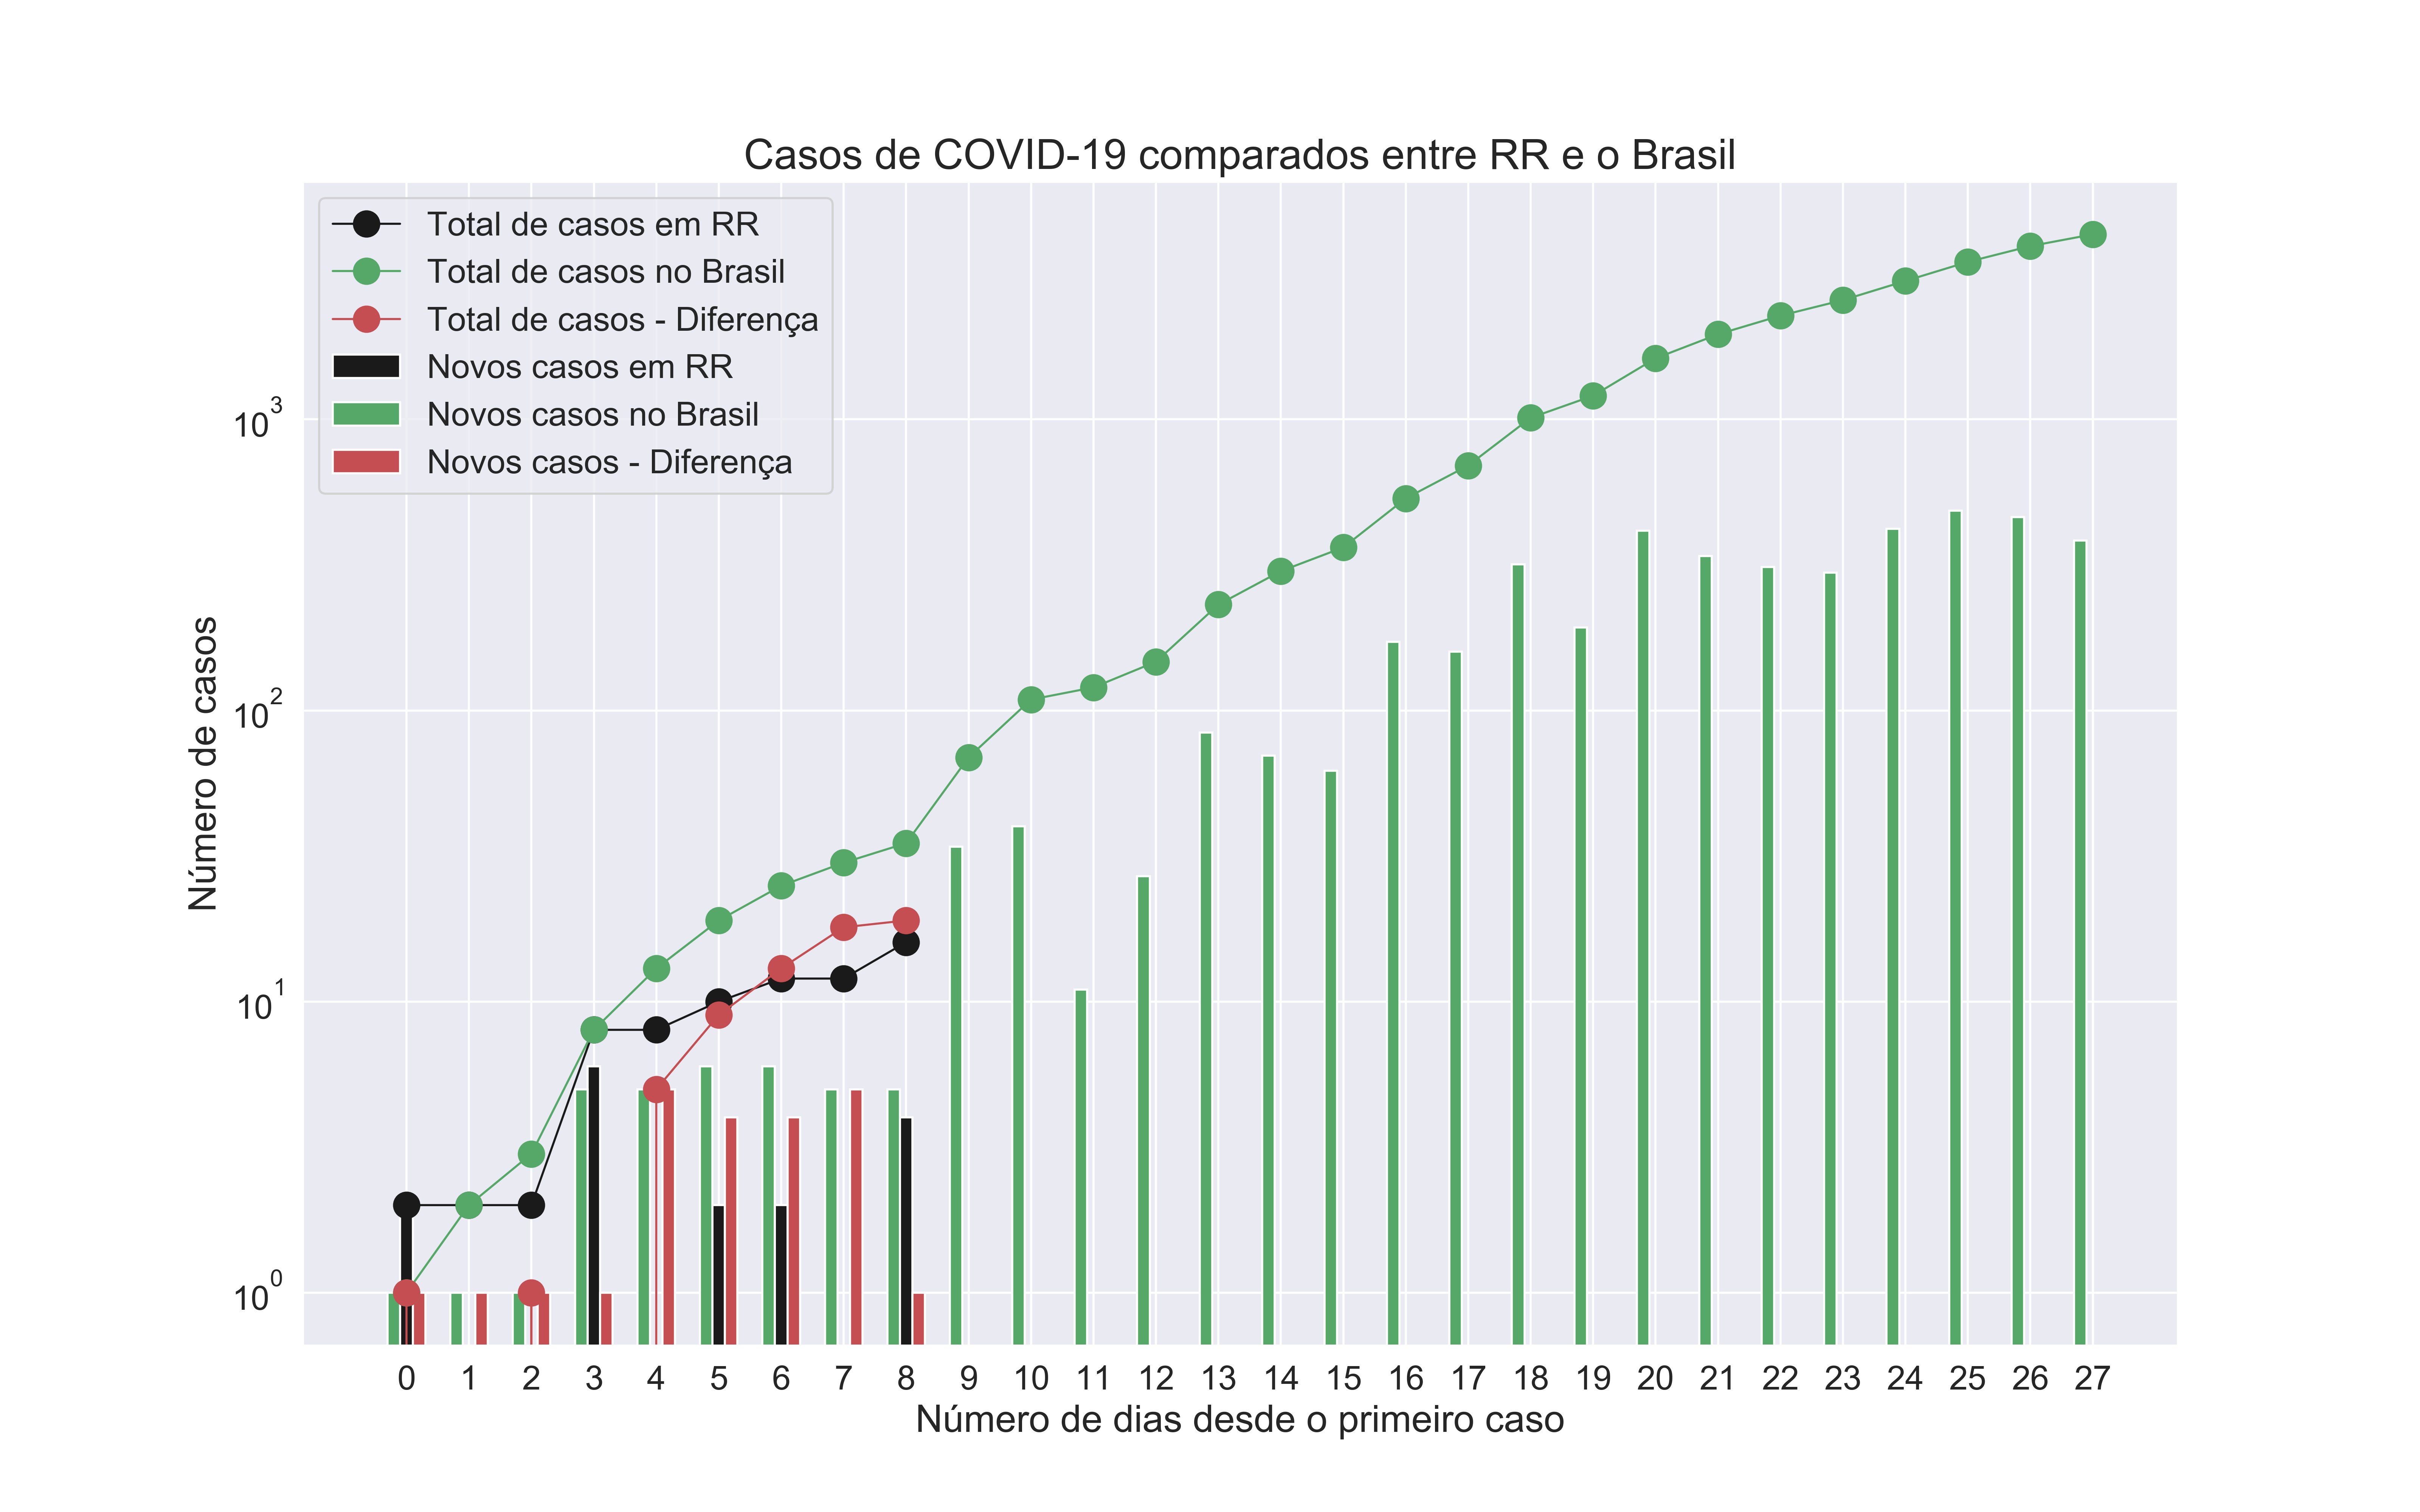 Casos de COVID-19 comparados entre RR e o Brasil
Total de casos em RR
Total de casos no Brasil
Total de casos - Diferença
Novos casos em RR
Novos casos no Brasil
Novos casos - Diferença
Número de casos
10³
10²
10¹
10⁰
0 1 2 3 4 5 6 7 8 9 10 11 12 13 14 15 16 17 18 19 20 21 22 23 24 25 26 27
Número de dias desde o primeiro caso